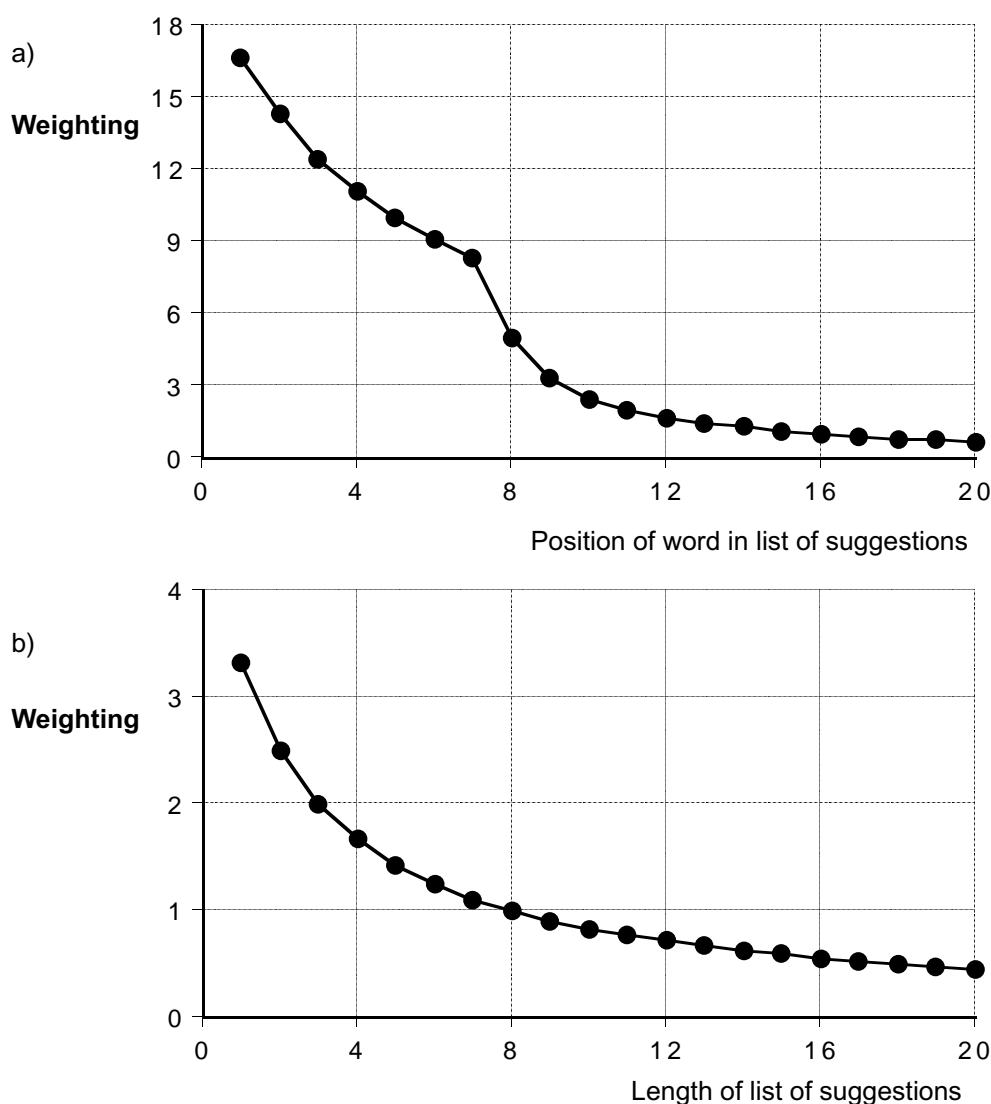 a)
Weighting
18
15
12
9
6
3
0
0 4 8 12 16 20
Position of word in list of suggestions
b)
Weighting
4
3
2
1
0
0 4 8 12 16 20
Length of list of suggestions